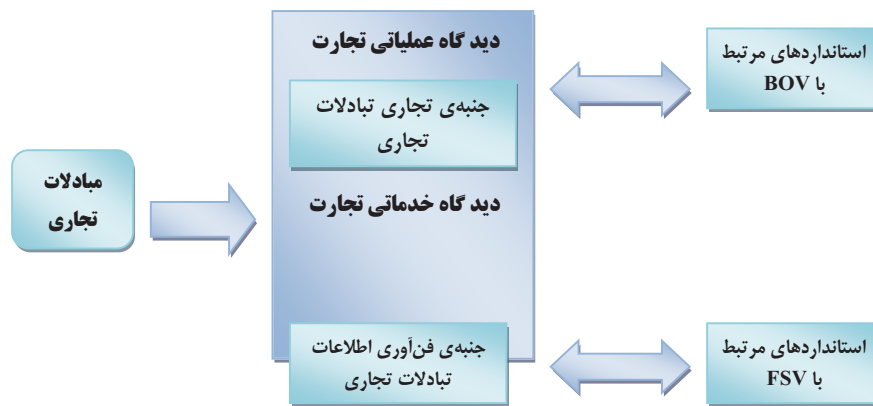 دید گاه عملیاتی تجارت
جنبه‌ی تجاری تبادلات
تجاری
دید گاه خدماتی تجارت
جنبه‌ی فن‌آوری اطلاعات
تبادلات تجاری
استانداردهای مرتبط
با BOV
استانداردهای مرتبط
با FSV
مبادلات
تجاری